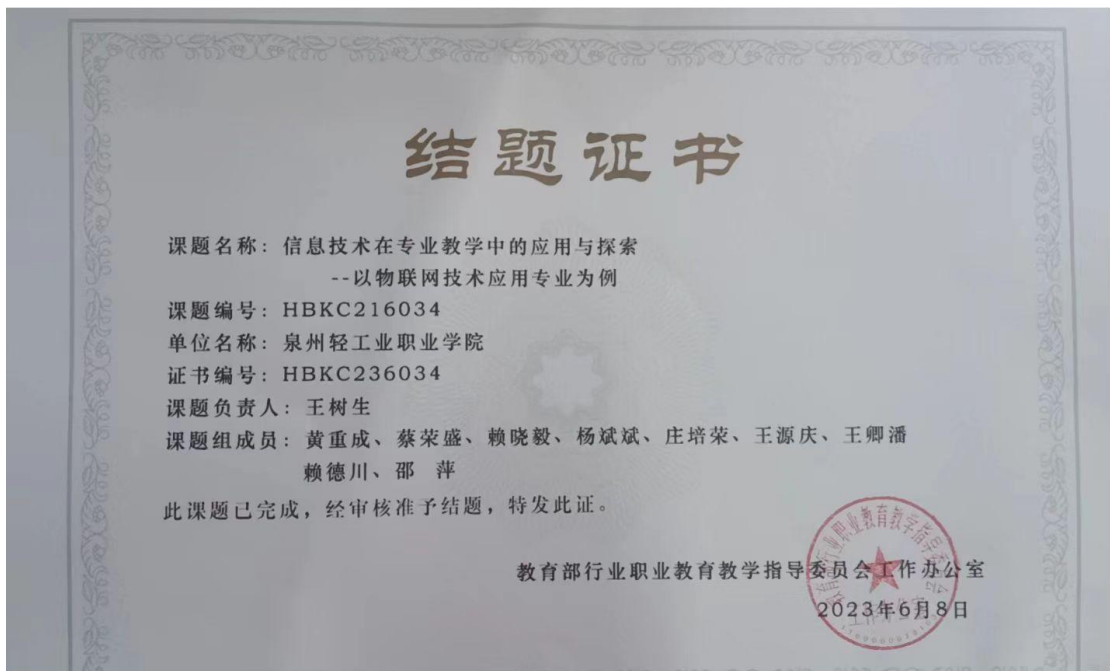 结题证书
课题名称：信息技术在专业教学中的应用与探索
--以物联网技术应用专业为例
课题编号：HBKC216034
单位名称：泉州轻工业职业学院
证书编号：HBKC236034
课题负责人：王树生
课题组成员：黄重成、蔡荣盛、赖晓毅、杨斌斌、庄培荣、王源庆、王卿潘
赖德川、邵 萍
此课题已完成，经审核准予结题，特发此证。
教育部行业职业教育教学指导委员会工作办公室
2023年6月8日